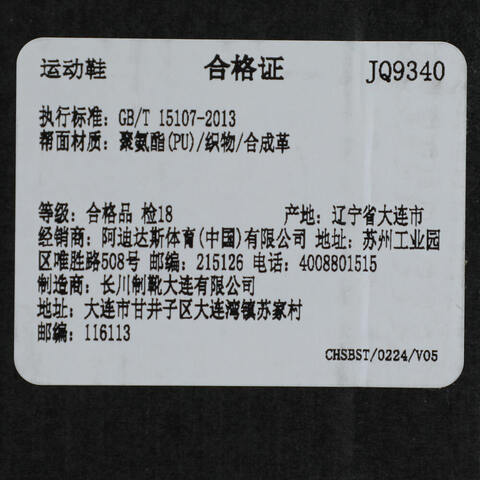 运动鞋 合格证 JQ9340
执行标准：GB/T 15107-2013
帮面材质：聚氨酯(PU)/织物/合成革
等级：合格品 检18 产地：辽宁省大连市
经销商：阿迪达斯体育(中国)有限公司 地址：苏州工业园
区唯胜路508号 邮编：215126 电话：4008801515
制造商：长川制靴大连有限公司
地址：大连市甘井子区大连湾镇苏家村
邮编：116113
CHSBST/0224/V05